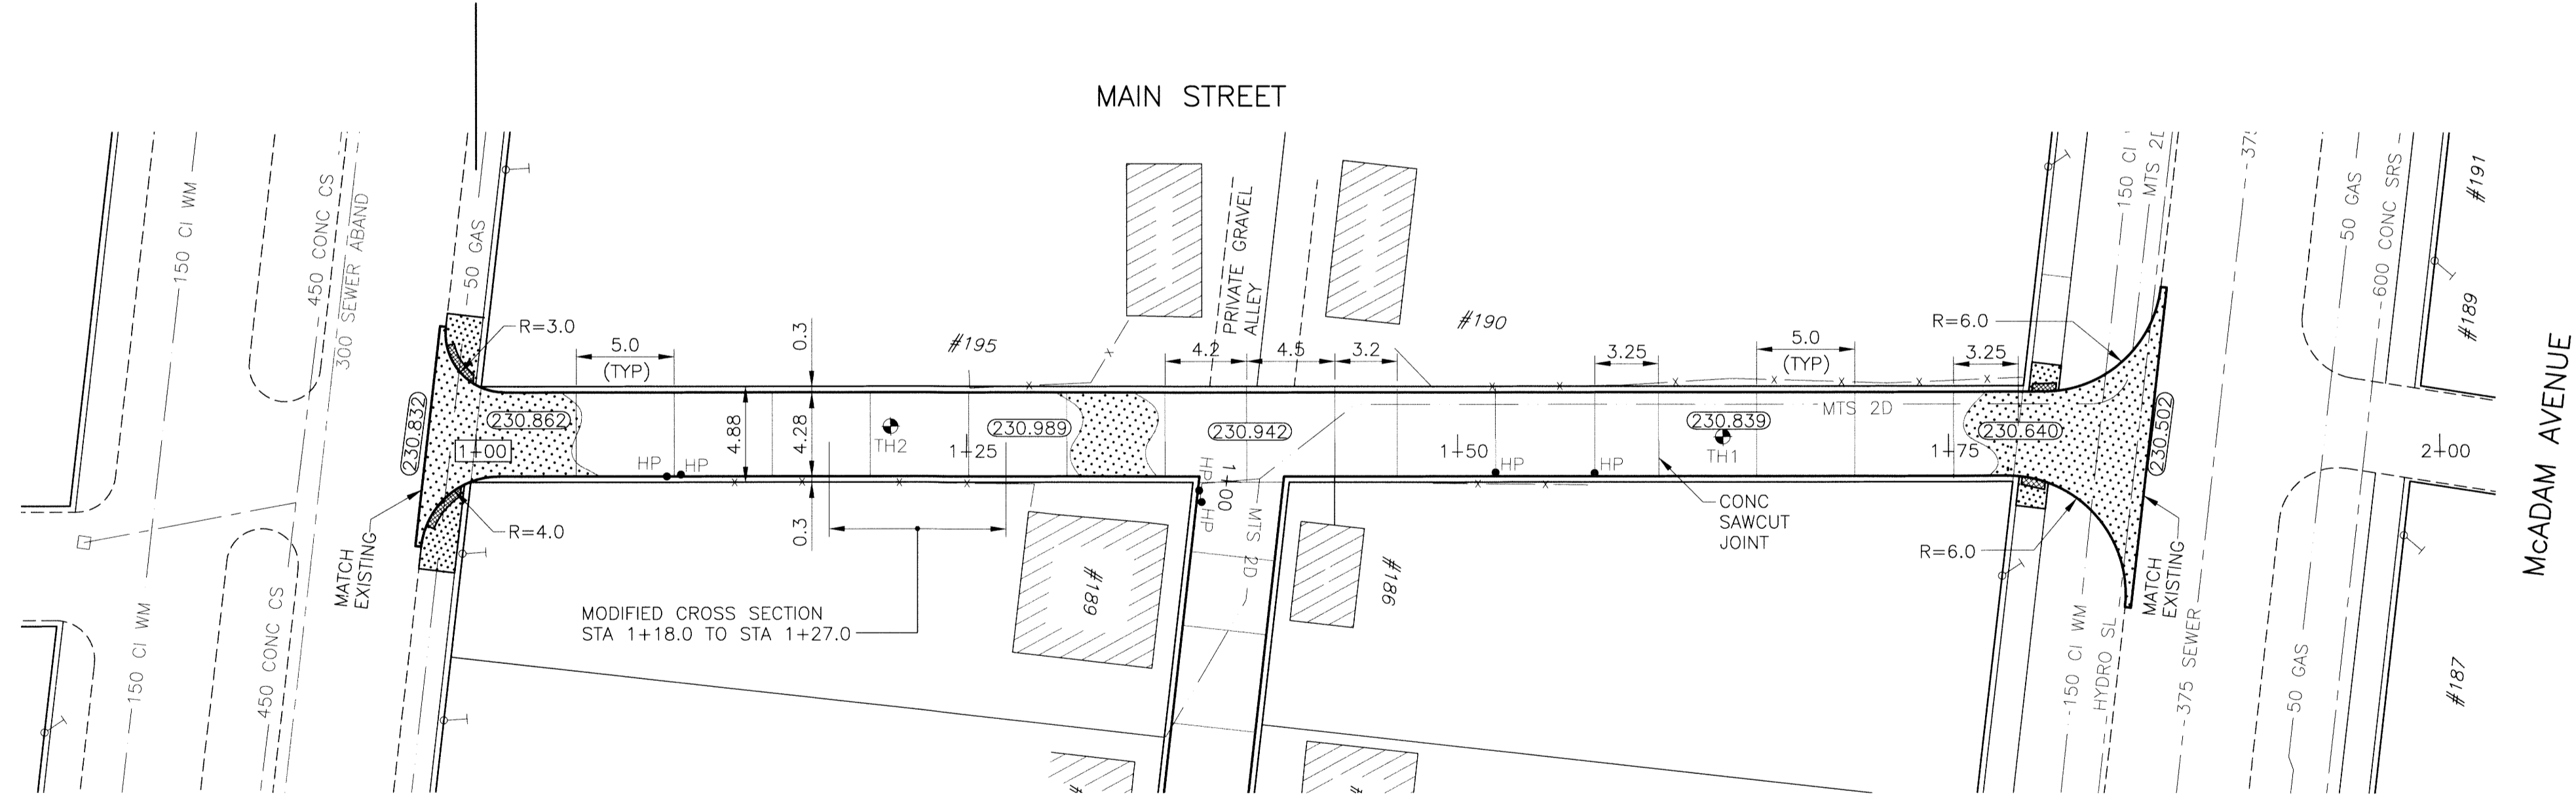 MAIN STREET
150 CI WM
450 CONC CS
300 SEWER ABAND
50 GAS
PRIVATE GRAVEL
ALLEY
150 CI
MTS 2D
375
50 GAS
600 CONC SRS
#191
#189
R=3.0
5.0
(TYP)
0.3
#195
4.2
4.5
3.2
#190
3.25
5.0
(TYP)
3.25
R=6.0
McADAM AVENUE
230.832
230.862
1+00
HP
HP
4.88
4.28
TH2
1+25
230.989
230.942
1+50
HP
HP
230.839
TH1
MTS 2D
1+75
230.640
230.502
2+00
HP
HP
1+00
MTS 2D
R=4.0
0.3
CONC
SAWCUT
JOINT
R=6.0
MATCH
EXISTING
MATCH
EXISTING
MODIFIED CROSS SECTION
STA 1+18.0 TO STA 1+27.0
#189
#186
150 CI WM
450 CONC CS
150 CI WM
HYDRO SL
375 SEWER
50 GAS
#187
#
#